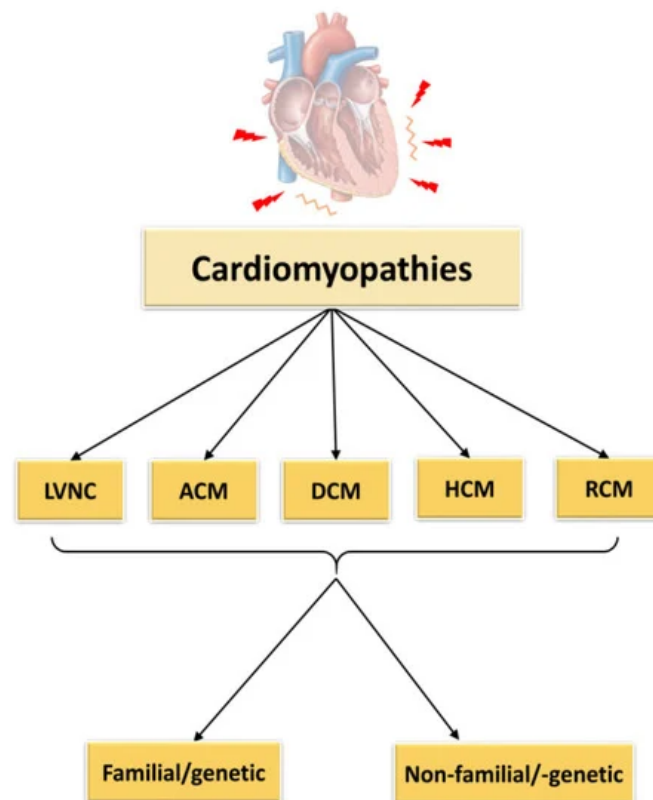 Cardiomyopathies
LVNC
ACM
DCM
HCM
RCM
Familial/genetic
Non-familial/-genetic